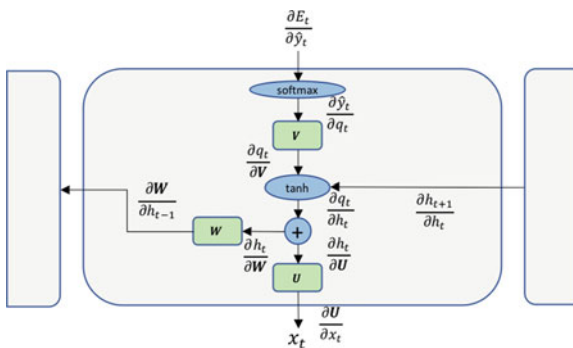 ∂E_t/∂ŷ_t
softmax
∂ŷ_t/∂q_t
V
∂q_t/∂V
tanh
∂W/∂h_{t-1}
∂q_t/∂h_t
∂h_{t+1}/∂h_t
W
+
∂h_t/∂W
∂h_t/∂U
U
x_t
∂U/∂x_t